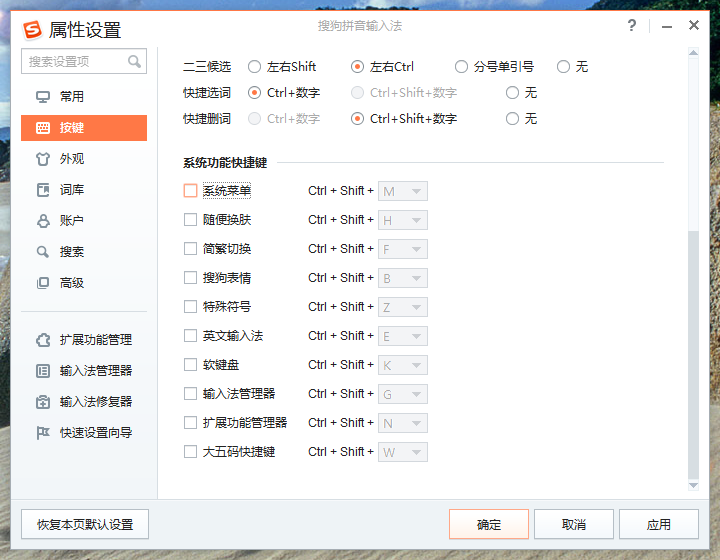 属性设置
搜狗拼音输入法
搜索设置项
常用
按键
外观
词库
账户
搜索
高级
扩展功能管理
输入法管理器
输入法修复器
快速设置向导
二三候选 左右Shift 左右Ctrl 分号单引号 无
快捷选词 Ctrl+数字 Ctrl+Shift+数字 无
快捷删词 Ctrl+数字 Ctrl+Shift+数字 无
系统功能快捷键
系统菜单 Ctrl + Shift + M
随便换肤 Ctrl + Shift + H
简繁切换 Ctrl + Shift + F
搜狗表情 Ctrl + Shift + B
特殊符号 Ctrl + Shift + Z
英文输入法 Ctrl + Shift + E
软键盘 Ctrl + Shift + K
输入法管理器 Ctrl + Shift + G
扩展功能管理器 Ctrl + Shift + N
大五码快捷键 Ctrl + Shift + W
恢复本页默认设置 确定 取消 应用